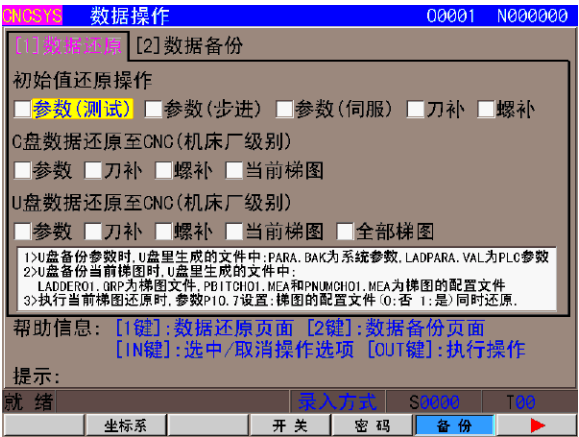 CNCSYS 数据操作 O0001 N000000
[1]数据还原 [2]数据备份
初始值还原操作
参数(测试) 参数(步进) 参数(伺服) 刀补 螺补
C盘数据还原至CNC(机床厂级别)
参数 刀补 螺补 当前梯图
U盘数据还原至CNC(机床厂级别)
参数 刀补 螺补 当前梯图 全部梯图
1>U盘备份参数时,U盘里生成的文件中:PARA.BAK为系统参数,LADPARA.VAL为PLC参数
2>U盘备份当前梯图时,U盘里生成的文件中:
LADDER01.GRP为梯图文件,PBITCH01.MEA和PNUMCH01.MEA为梯图的配置文件
3>执行当前梯图还原时,参数P10.7设置:梯图的配置文件(0:否 1:是)同时还原.
帮助信息: [1键]:数据还原页面 [2键]:数据备份页面
[IN键]:选中/取消操作选项 [OUT键]:执行操作
提示:
就 绪 录入方式 S0000 T00
坐标系 开 关 密 码 备 份